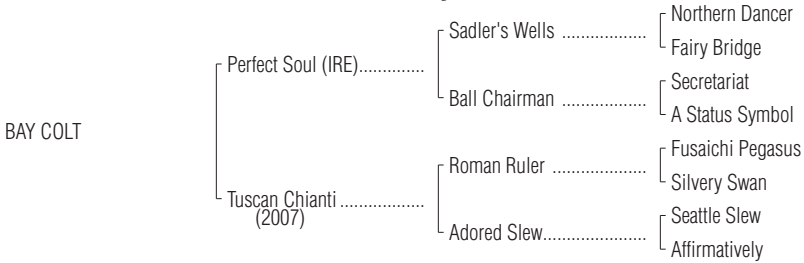 Northern Dancer
Sadler's Wells ...................
Fairy Bridge
Perfect Soul (IRE)..............
Secretariat
Ball Chairman ...................
A Status Symbol
BAY COLT
Fusaichi Pegasus
Roman Ruler .....................
Silvery Swan
Tuscan Chianti ..................
(2007)
Seattle Slew
Adored Slew.......................
Affirmatively